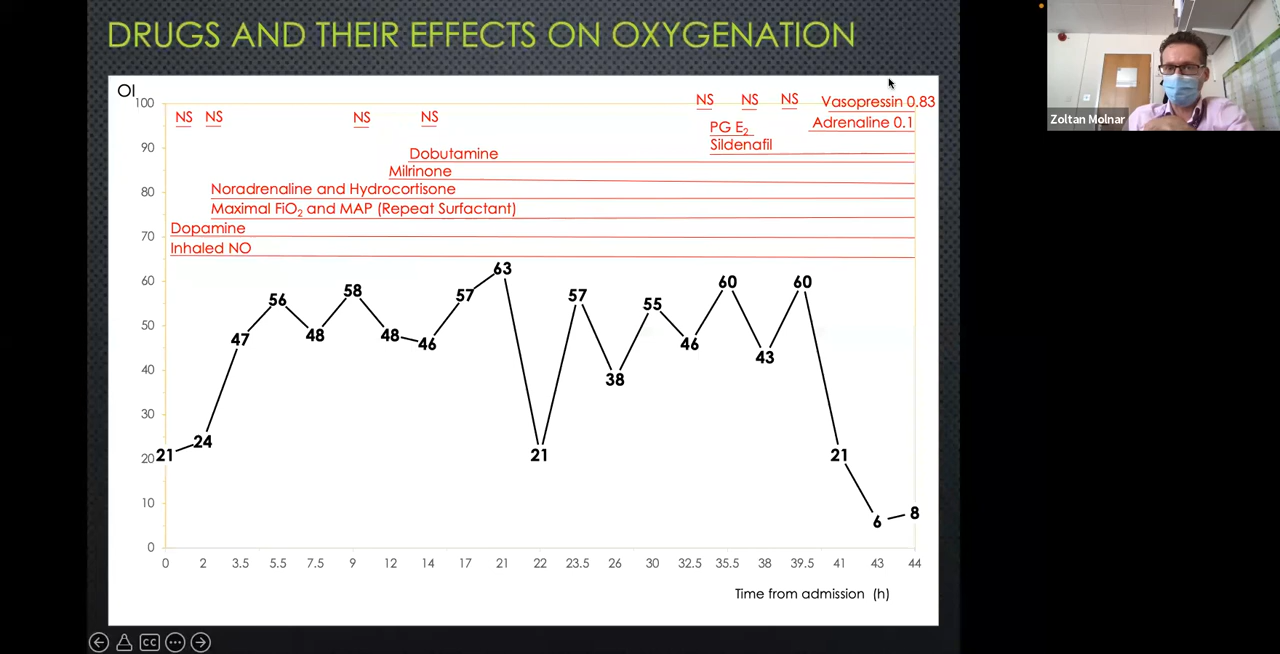 DRUGS AND THEIR EFFECTS ON OXYGENATION
OI
100
90
80
70
60
50
40
30
20
10
0
NS NS NS NS NS NS NS
Vasopressin 0.83
Adrenaline 0.1
PG E2
Sildenafil
Dobutamine
Milrinone
Noradrenaline and Hydrocortisone
Maximal FiO2 and MAP (Repeat Surfactant)
Dopamine
Inhaled NO
21 24 47 56 48 58 48 46 57 63 21 57 38 55 46 60 43 60 21 6 8
0 2 3.5 5.5 7.5 9 12 14 17 21 22 23.5 26 30 32.5 35.5 38 39.5 41 43 44
Time from admission (h)
CC
Zoltan Molnar